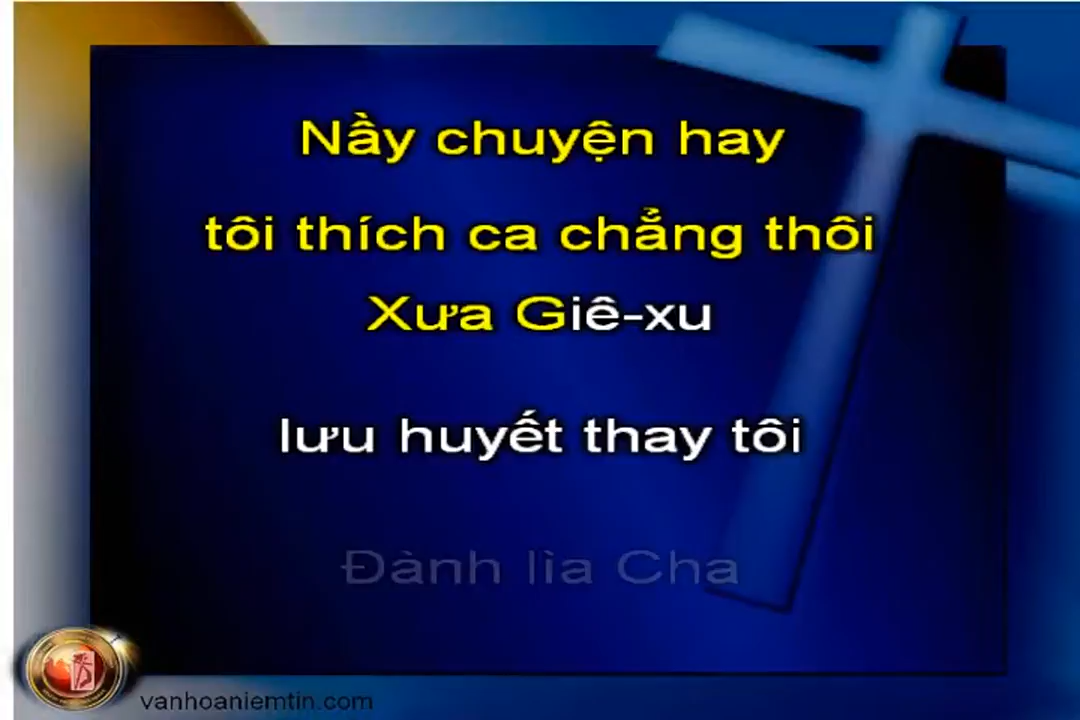 Nầy chuyện hay
tôi thích ca chẳng thôi
Xưa Giê-xu
lưu huyết thay tôi
Đành lìa Cha
vanhoaniemtin.com